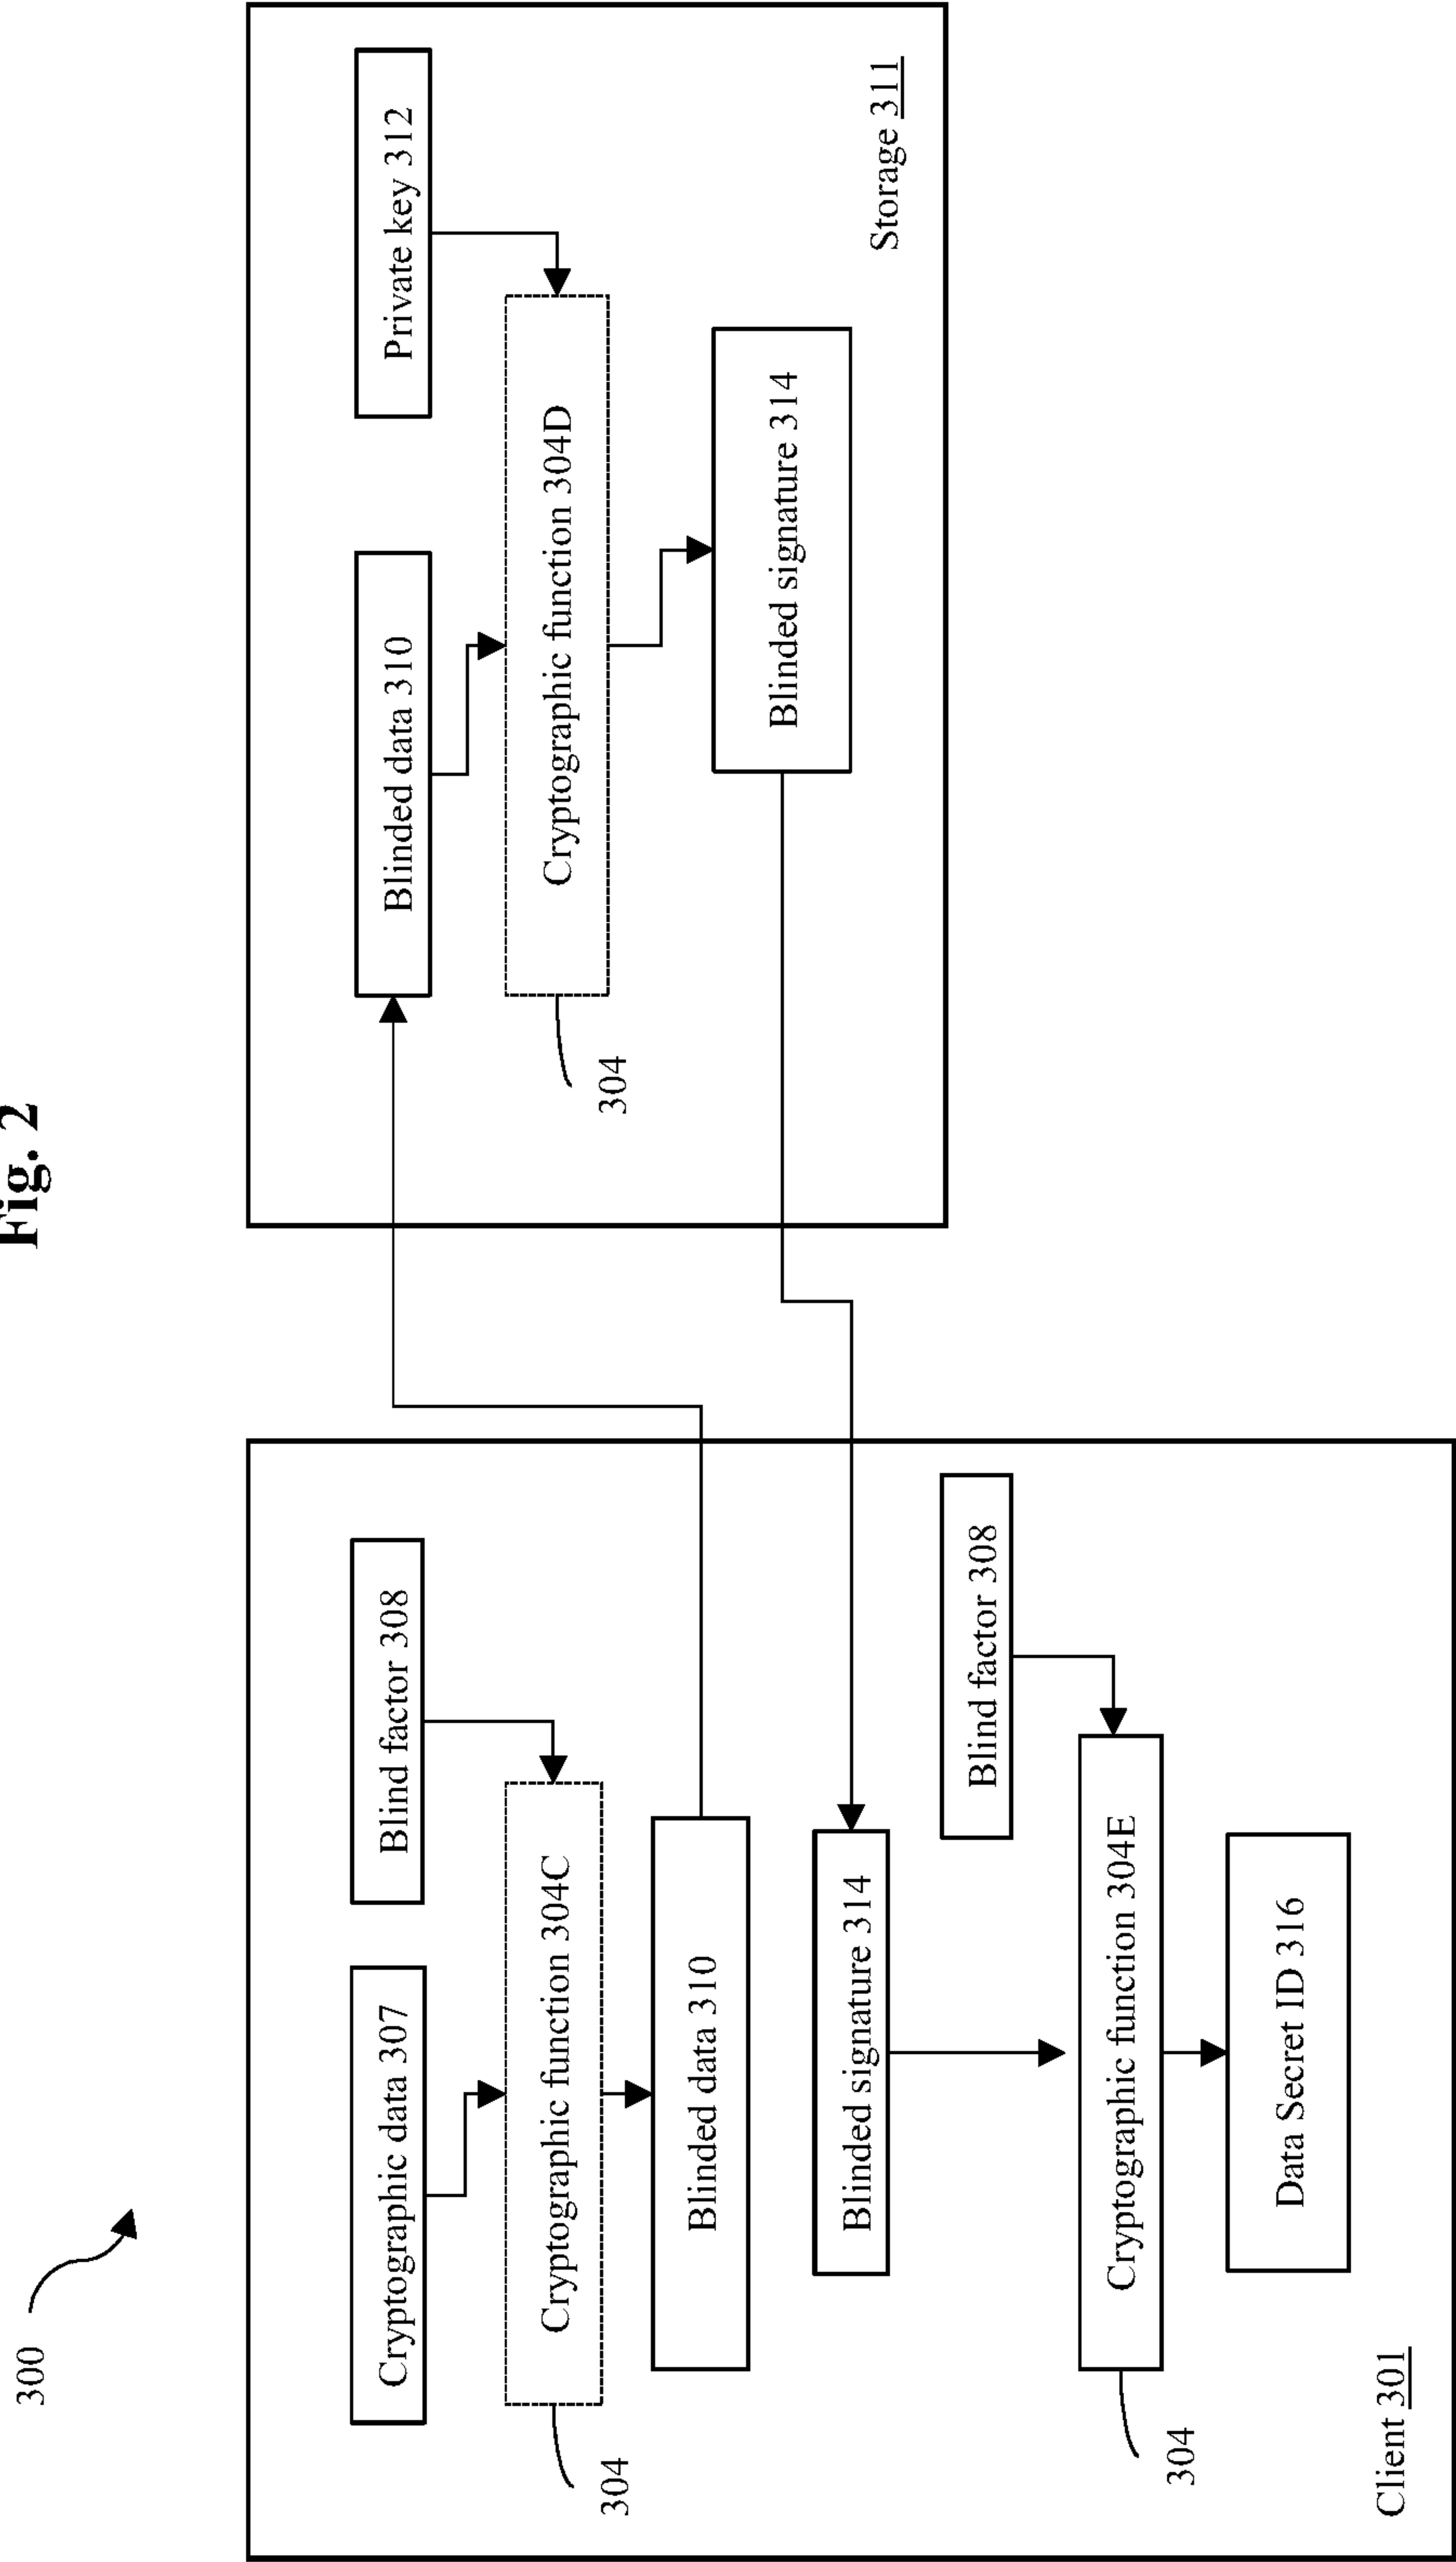 Fig. 2
300
Cryptographic data 307
Blind factor 308
304
Cryptographic function 304C
Blinded data 310
Blinded signature 314
Blind factor 308
304
Cryptographic function 304E
Data Secret ID 316
Client 301
Blinded data 310
Private key 312
304
Cryptographic function 304D
Blinded signature 314
Storage 311